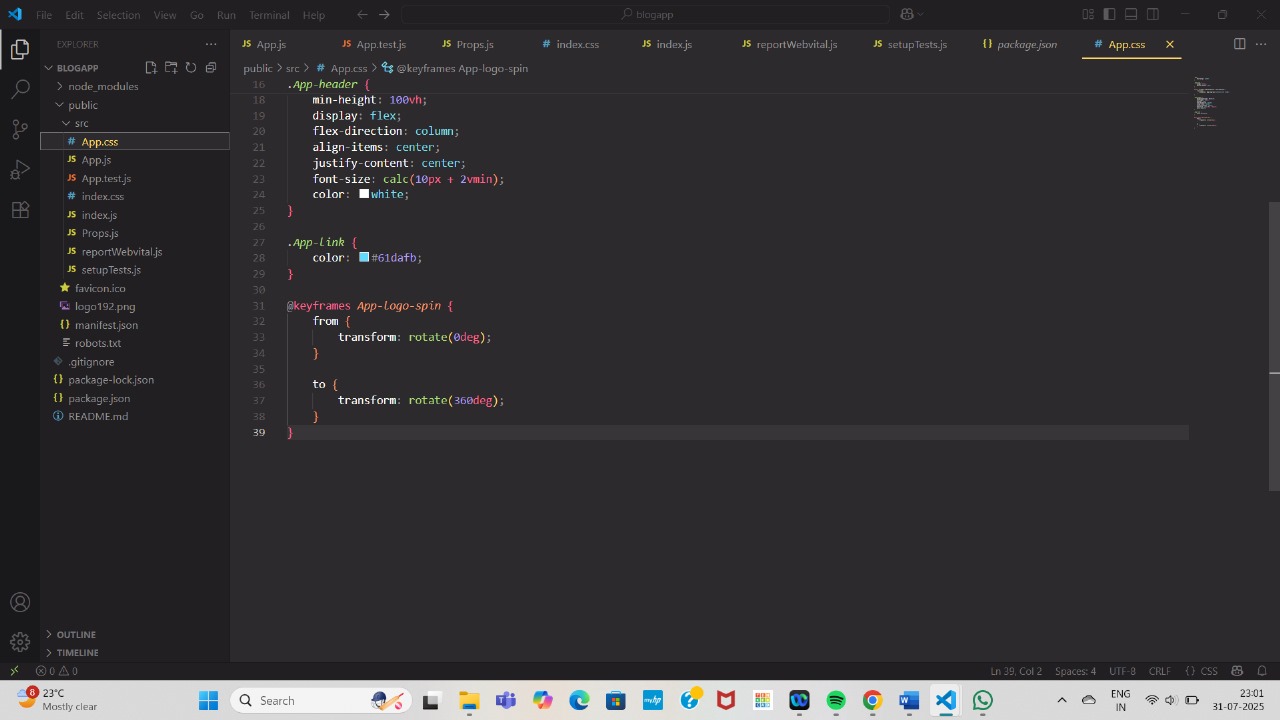 File Edit Selection View Go Run Terminal Help
blogapp
EXPLORER
App.js App.test.js Props.js index.css index.js reportWebvital.js setupTests.js package.json App.css
BLOGAPP
public > src > # App.css > @keyframes App-logo-spin
node_modules
public
src
App.css
App.js
App.test.js
index.css
index.js
Props.js
reportWebvital.js
setupTests.js
favicon.ico
logo192.png
manifest.json
robots.txt
.gitignore
package-lock.json
package.json
README.md
OUTLINE
TIMELINE
16 .App-header {
18 min-height: 100vh;
19 display: flex;
20 flex-direction: column;
21 align-items: center;
22 justify-content: center;
23 font-size: calc(10px + 2vmin);
24 color: white;
25 }
26
27 .App-link {
28 color: #61dafb;
29 }
30
31 @keyframes App-logo-spin {
32 from {
33 transform: rotate(0deg);
34 }
35
36 to {
37 transform: rotate(360deg);
38 }
39 }
0 0 Ln 39, Col 2 Spaces: 4 UTF-8 CRLF {} CSS
8 23°C
Mostly clear
Search
ENG
IN
23:01
31-07-2025